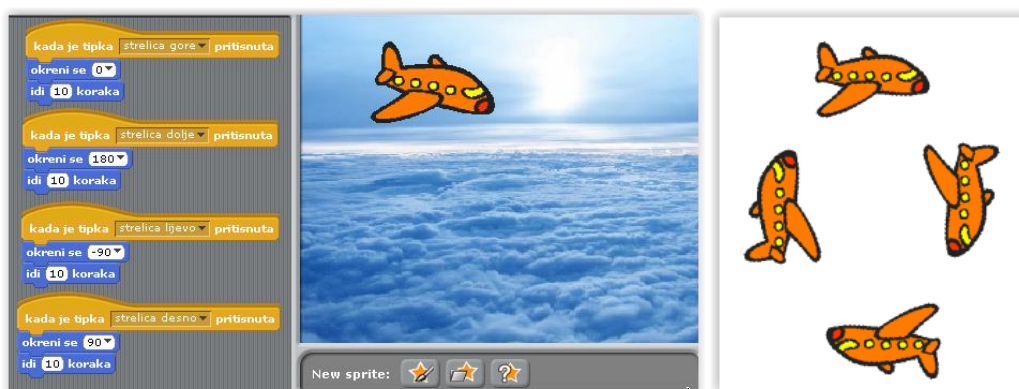 kada je tipka strelica gore pritisnuta
okreni se 0
idi 10 koraka
kada je tipka strelica dolje pritisnuta
okreni se 180
idi 10 koraka
kada je tipka strelica lijevo pritisnuta
okreni se -90
idi 10 koraka
kada je tipka strelica desno pritisnuta
okreni se 90
idi 10 koraka
New sprite: